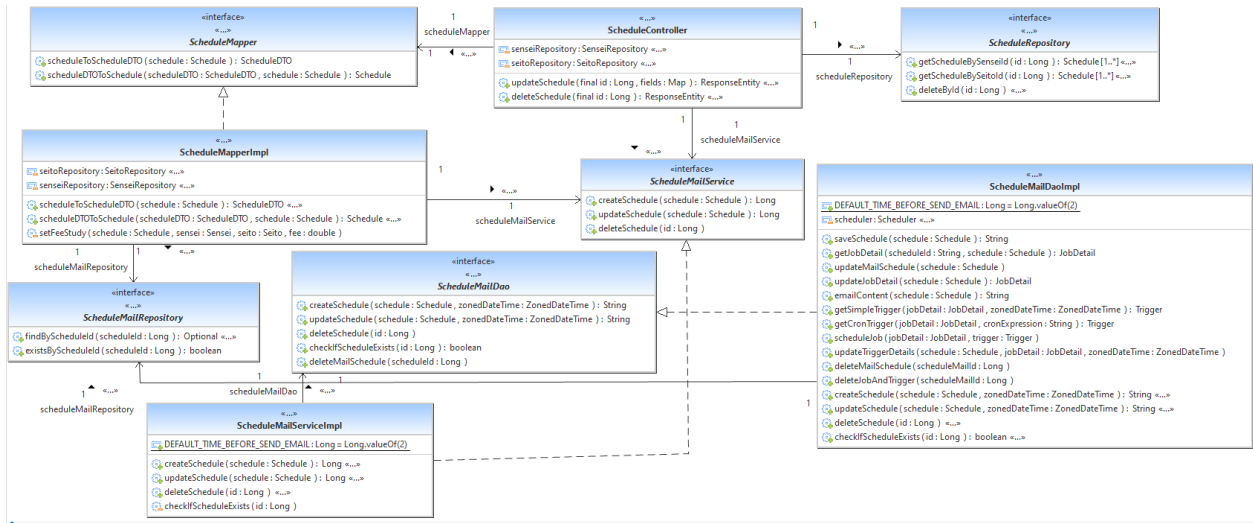 «interface»
«...»
ScheduleMapper
scheduleToScheduleDTO (schedule : Schedule) : ScheduleDTO
scheduleDTOToSchedule (scheduleDTO : ScheduleDTO , schedule : Schedule) : Schedule
1
scheduleMapper
1
«...»
«...»
ScheduleController
senseiRepository : SenseiRepository «...»
seitoRepository : SeitoRepository «...»
updateSchedule (final id : Long , fields : Map) : ResponseEntity «...»
deleteSchedule (final id : Long) : ResponseEntity «...»
1
«...»
1
scheduleRepository
«interface»
«...»
ScheduleRepository
getScheduleBySenseiId (id : Long) : Schedule [1..*] «...»
getScheduleBySeitoId (id : Long) : Schedule [1..*] «...»
deleteById (id : Long) «...»
1
1
scheduleMailService
«...»
«...»
ScheduleMapperImpl
seitoRepository : SeitoRepository «...»
senseiRepository : SenseiRepository «...»
scheduleToScheduleDTO (schedule : Schedule) : ScheduleDTO «...»
scheduleDTOToSchedule (scheduleDTO : ScheduleDTO , schedule : Schedule) : Schedule «...»
setFeeStudy (schedule : Schedule , sensei : Sensei , seito : Seito , fee : double)
1
«...»
1
scheduleMailService
«interface»
«...»
ScheduleMailService
createSchedule (schedule : Schedule) : Long
updateSchedule (schedule : Schedule) : Long
deleteSchedule (id : Long)
«...»
ScheduleMailDaoImpl
DEFAULT_TIME_BEFORE_SEND_EMAIL : Long = Long.valueOf(2)
scheduler : Scheduler «...»
saveSchedule (schedule : Schedule) : String
getJobDetail (scheduleId : String , schedule : Schedule) : JobDetail
updateMailSchedule (schedule : Schedule)
updateJobDetail (schedule : Schedule) : JobDetail
emailContent (schedule : Schedule) : String
getSimpleTrigger (jobDetail : JobDetail , zonedDateTime : ZonedDateTime) : Trigger
getCronTrigger (jobDetail : JobDetail , cronExpression : String) : Trigger
scheduleJob (jobDetail : JobDetail , trigger : Trigger)
updateTriggerDetails (schedule : Schedule , jobDetail : JobDetail , zonedDateTime : ZonedDateTime)
deleteMailSchedule (scheduleMailId : Long)
deleteJobAndTrigger (scheduleMailId : Long)
createSchedule (schedule : Schedule , zonedDateTime : ZonedDateTime) : String «...»
updateSchedule (schedule : Schedule , zonedDateTime : ZonedDateTime) : String «...»
deleteSchedule (id : Long) «...»
checkIfScheduleExists (id : Long) : boolean «...»
1
1
«...»
scheduleMailRepository
«interface»
«...»
ScheduleMailRepository
findByScheduleId (scheduleId : Long) : Optional «...»
existsByScheduleId (scheduleId : Long) : boolean
«interface»
«...»
ScheduleMailDao
createSchedule (schedule : Schedule , zonedDateTime : ZonedDateTime) : String
updateSchedule (schedule : Schedule , zonedDateTime : ZonedDateTime) : String
deleteSchedule (id : Long)
checkIfScheduleExists (id : Long) : boolean
deleteMailSchedule (scheduleId : Long)
1
«...»
1
scheduleMailRepository
scheduleMailDao
1
«...»
1
1
«...»
ScheduleMailServiceImpl
DEFAULT_TIME_BEFORE_SEND_EMAIL : Long = Long.valueOf(2)
createSchedule (schedule : Schedule) : Long «...»
updateSchedule (schedule : Schedule) : Long «...»
deleteSchedule (id : Long) «...»
checkIfScheduleExists (id : Long)